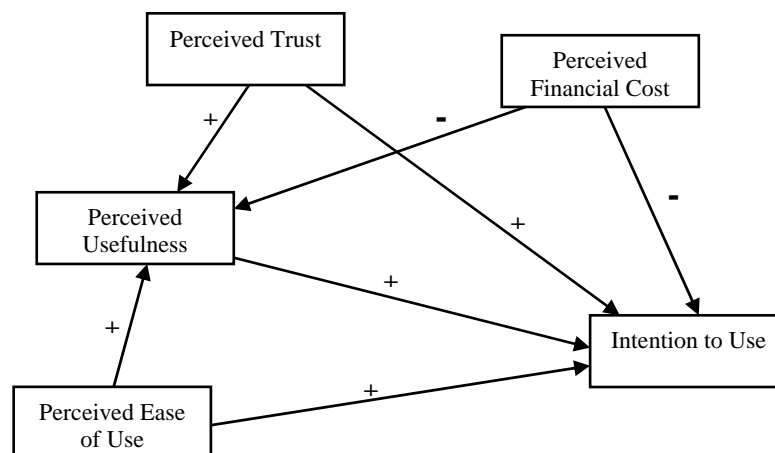 Perceived Trust
Perceived
Financial Cost
+
-
Perceived
Usefulness
+
-
+
+
Intention to Use
+
Perceived Ease
of Use